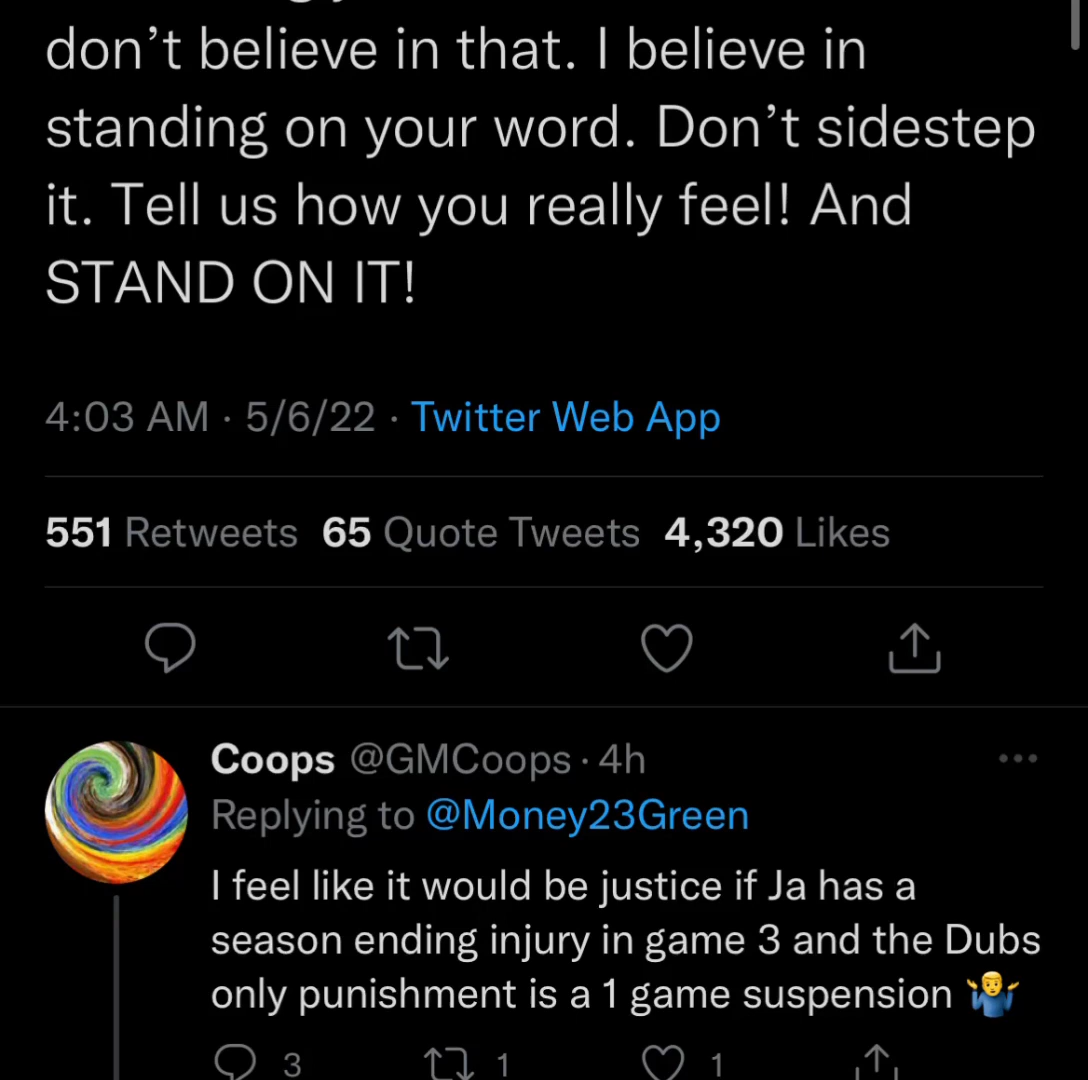 don’t believe in that. I believe in
standing on your word. Don’t sidestep
it. Tell us how you really feel! And
STAND ON IT!
4:03 AM · 5/6/22 · Twitter Web App
551 Retweets 65 Quote Tweets 4,320 Likes
Coops @GMCoops · 4h
Replying to @Money23Green
I feel like it would be justice if Ja has a
season ending injury in game 3 and the Dubs
only punishment is a 1 game suspension 🤷‍♂️
3 1 1